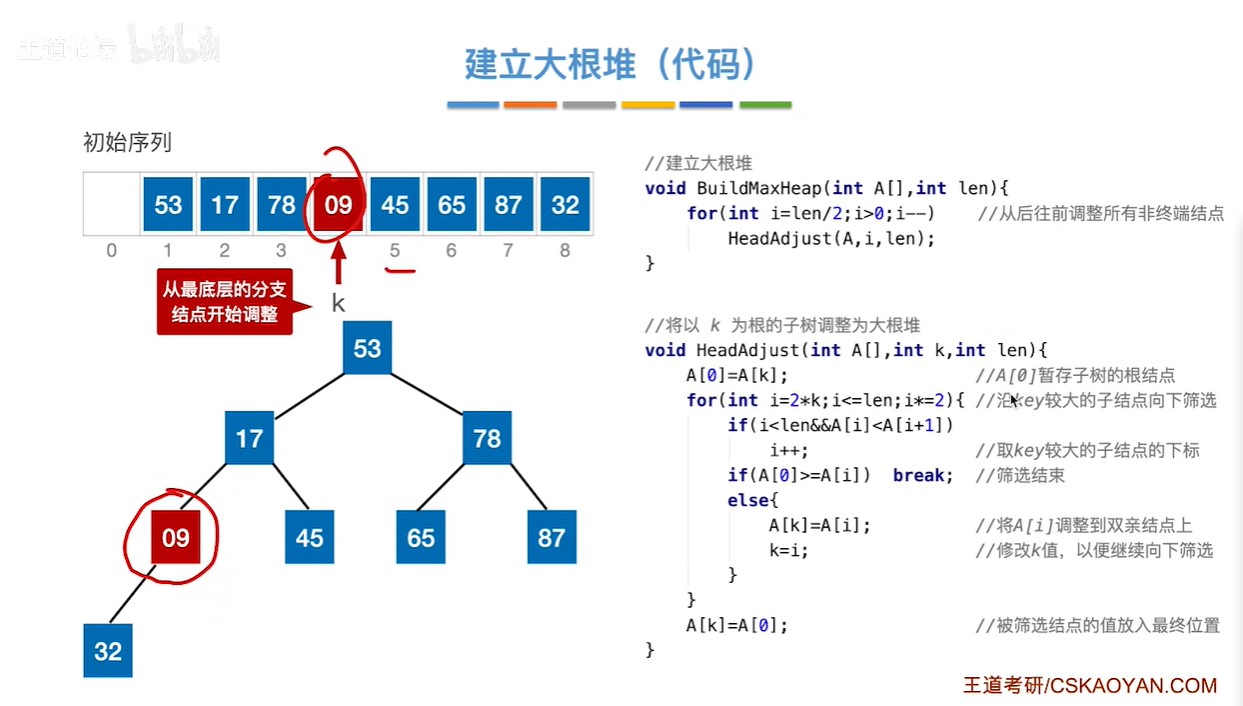 王道论坛 bilibili
建立大根堆（代码）
初始序列
53 17 78 09 45 65 87 32
0 1 2 3 5 6 7 8
从最底层的分支
结点开始调整
k
53
17 78
09 45 65 87
32
//建立大根堆
void BuildMaxHeap(int A[],int len){
for(int i=len/2;i>0;i--) //从后往前调整所有非终端结点
HeadAdjust(A,i,len);
}
//将以 k 为根的子树调整为大根堆
void HeadAdjust(int A[],int k,int len){
A[0]=A[k]; //A[0]暂存子树的根结点
for(int i=2*k;i<=len;i*=2){ //沿key较大的子结点向下筛选
if(i<len&&A[i]<A[i+1])
i++; //取key较大的子结点的下标
if(A[0]>=A[i]) break; //筛选结束
else{
A[k]=A[i]; //将A[i]调整到双亲结点上
k=i; //修改k值，以便继续向下筛选
}
}
A[k]=A[0]; //被筛选结点的值放入最终位置
}
王道考研/CSKAOYAN.COM